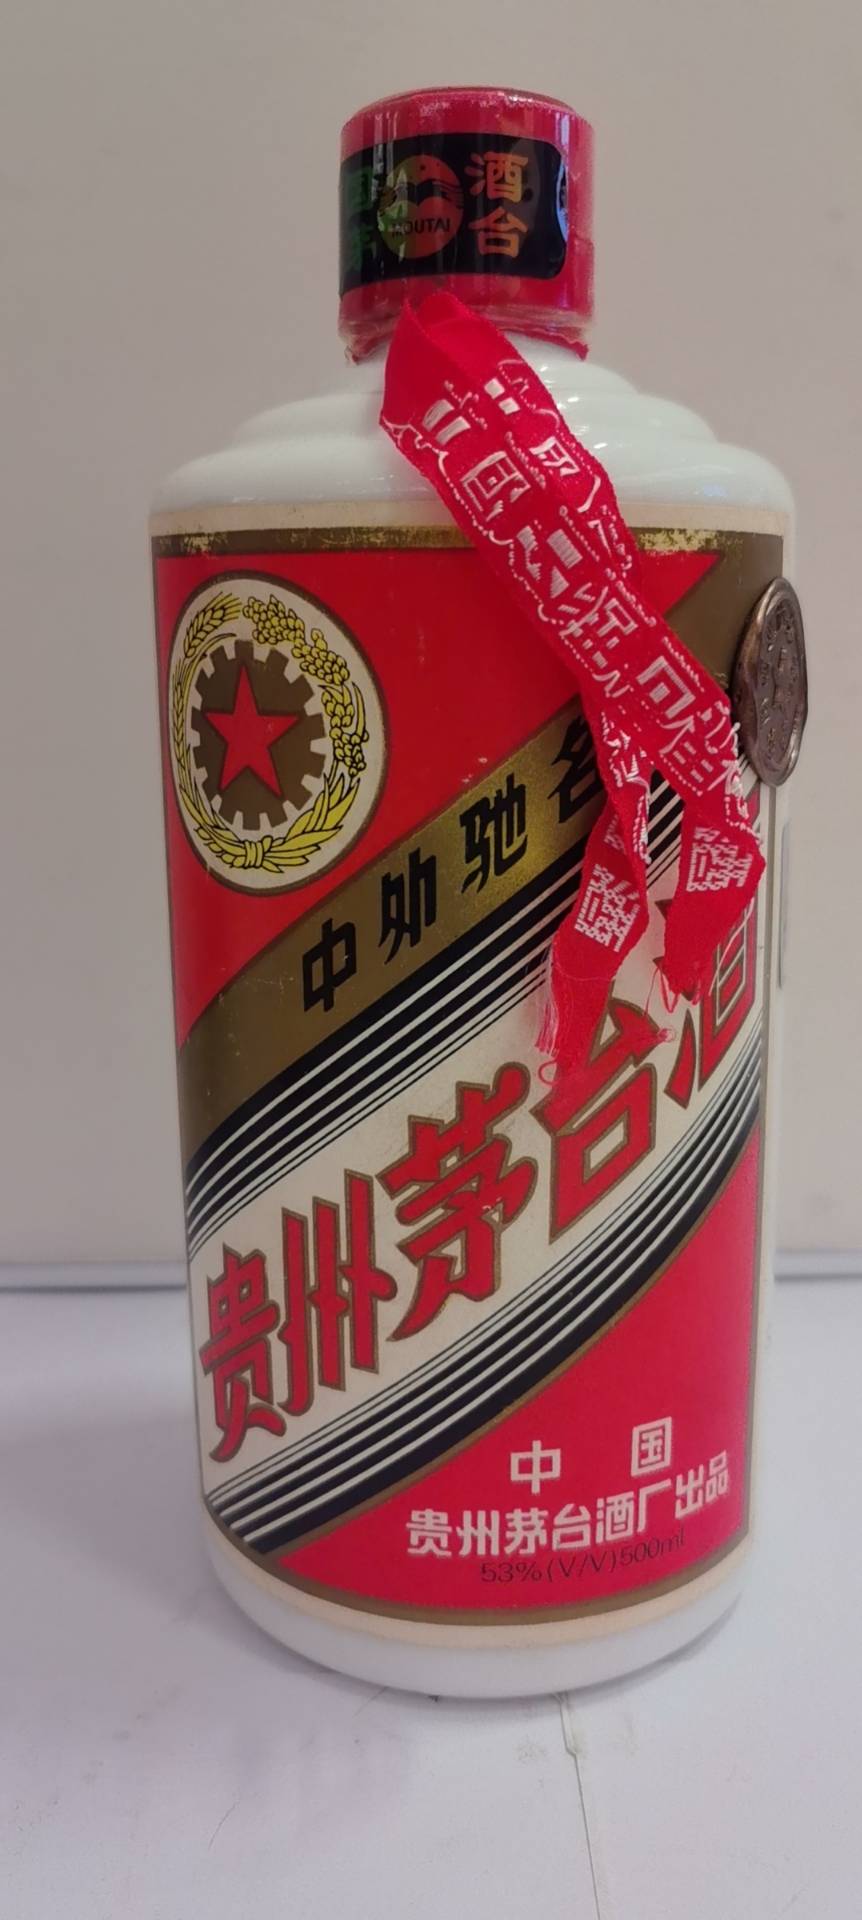 酒
MOUTAI
台
中外驰名
贵州茅台酒
中国
贵州茅台酒厂出品
53%(V/V)500ml